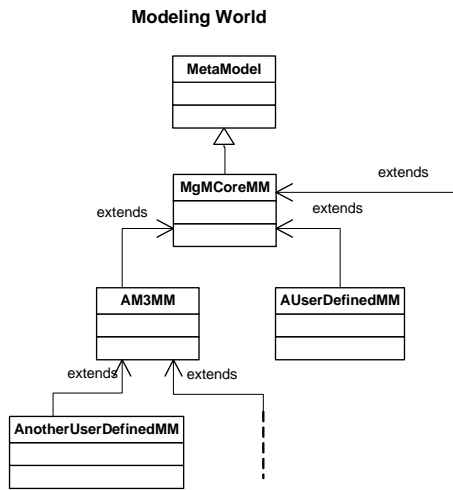 Modeling World
MetaModel
MgMCoreMM
extends
extends
extends
AM3MM
AUserDefinedMM
extends
extends
AnotherUserDefinedMM